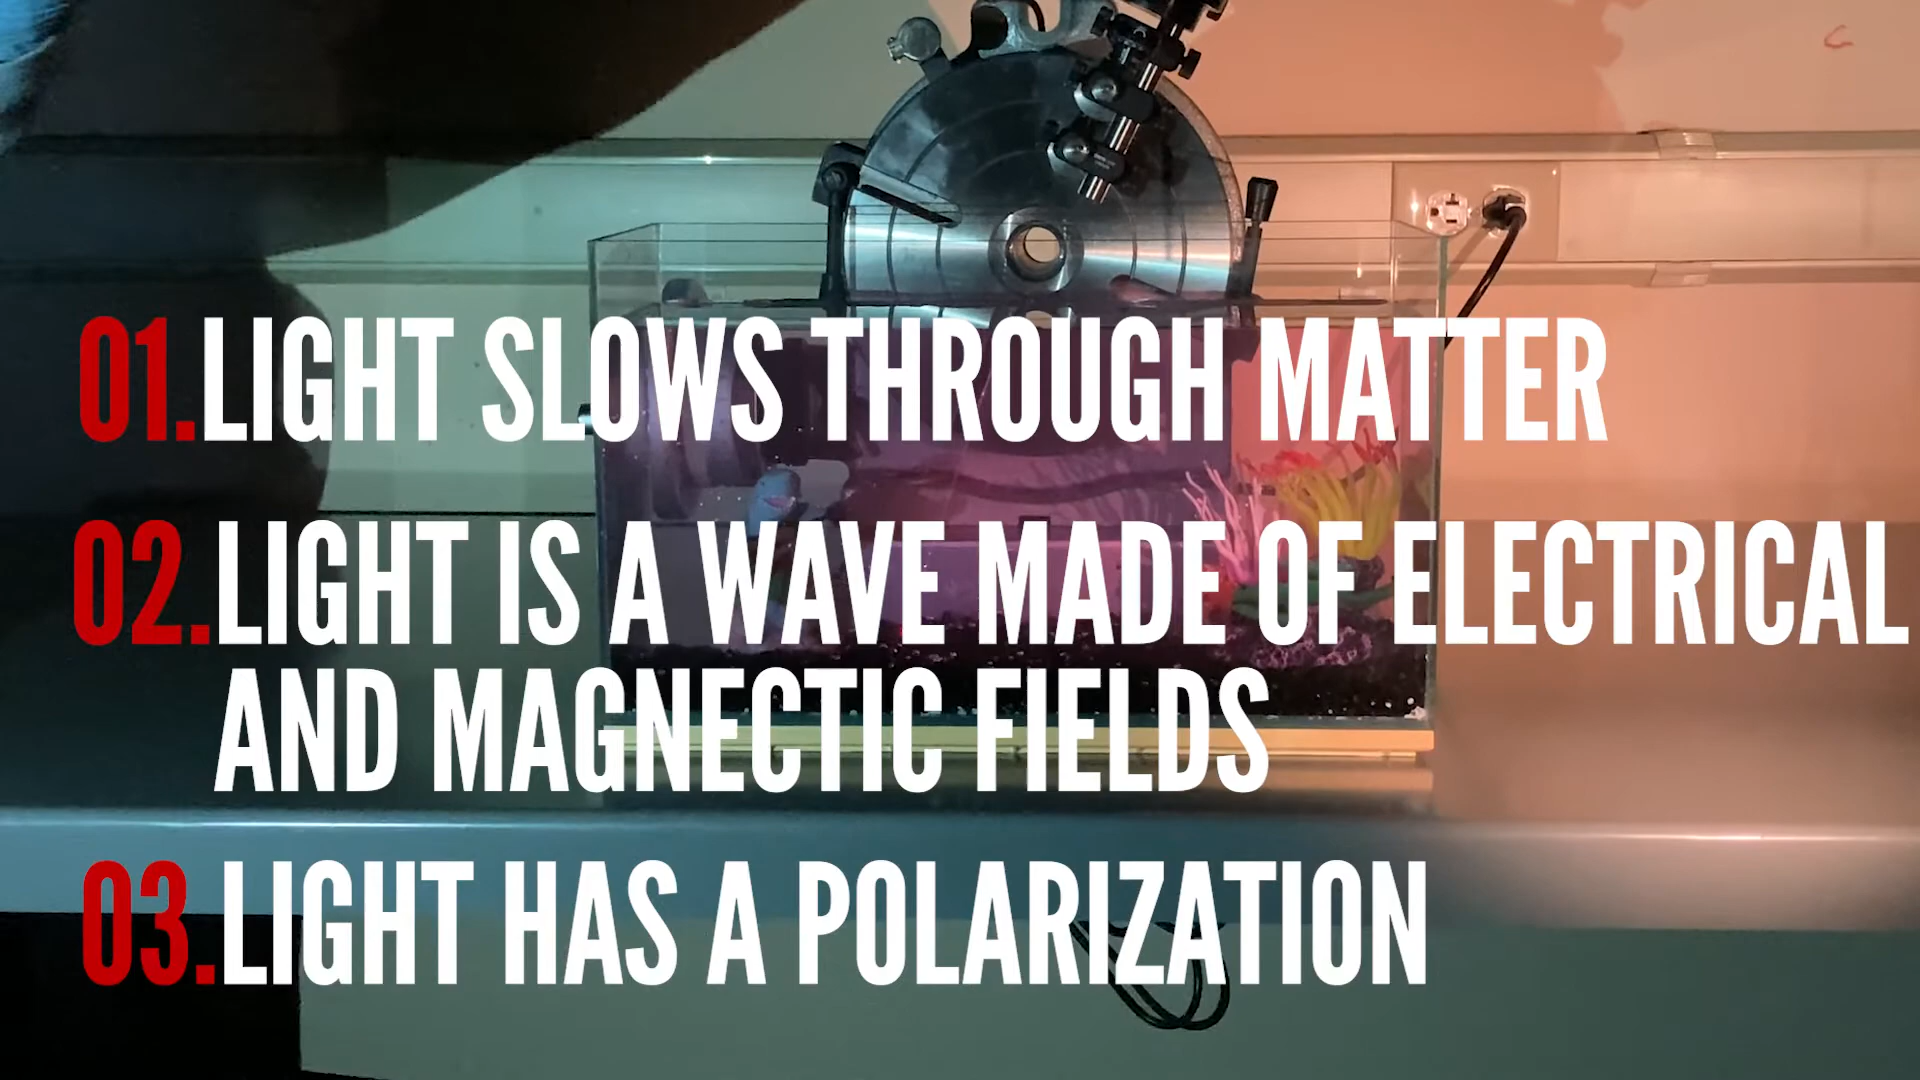 01. LIGHT SLOWS THROUGH MATTER
02. LIGHT IS A WAVE MADE OF ELECTRICAL
AND MAGNECTIC FIELDS
03. LIGHT HAS A POLARIZATION